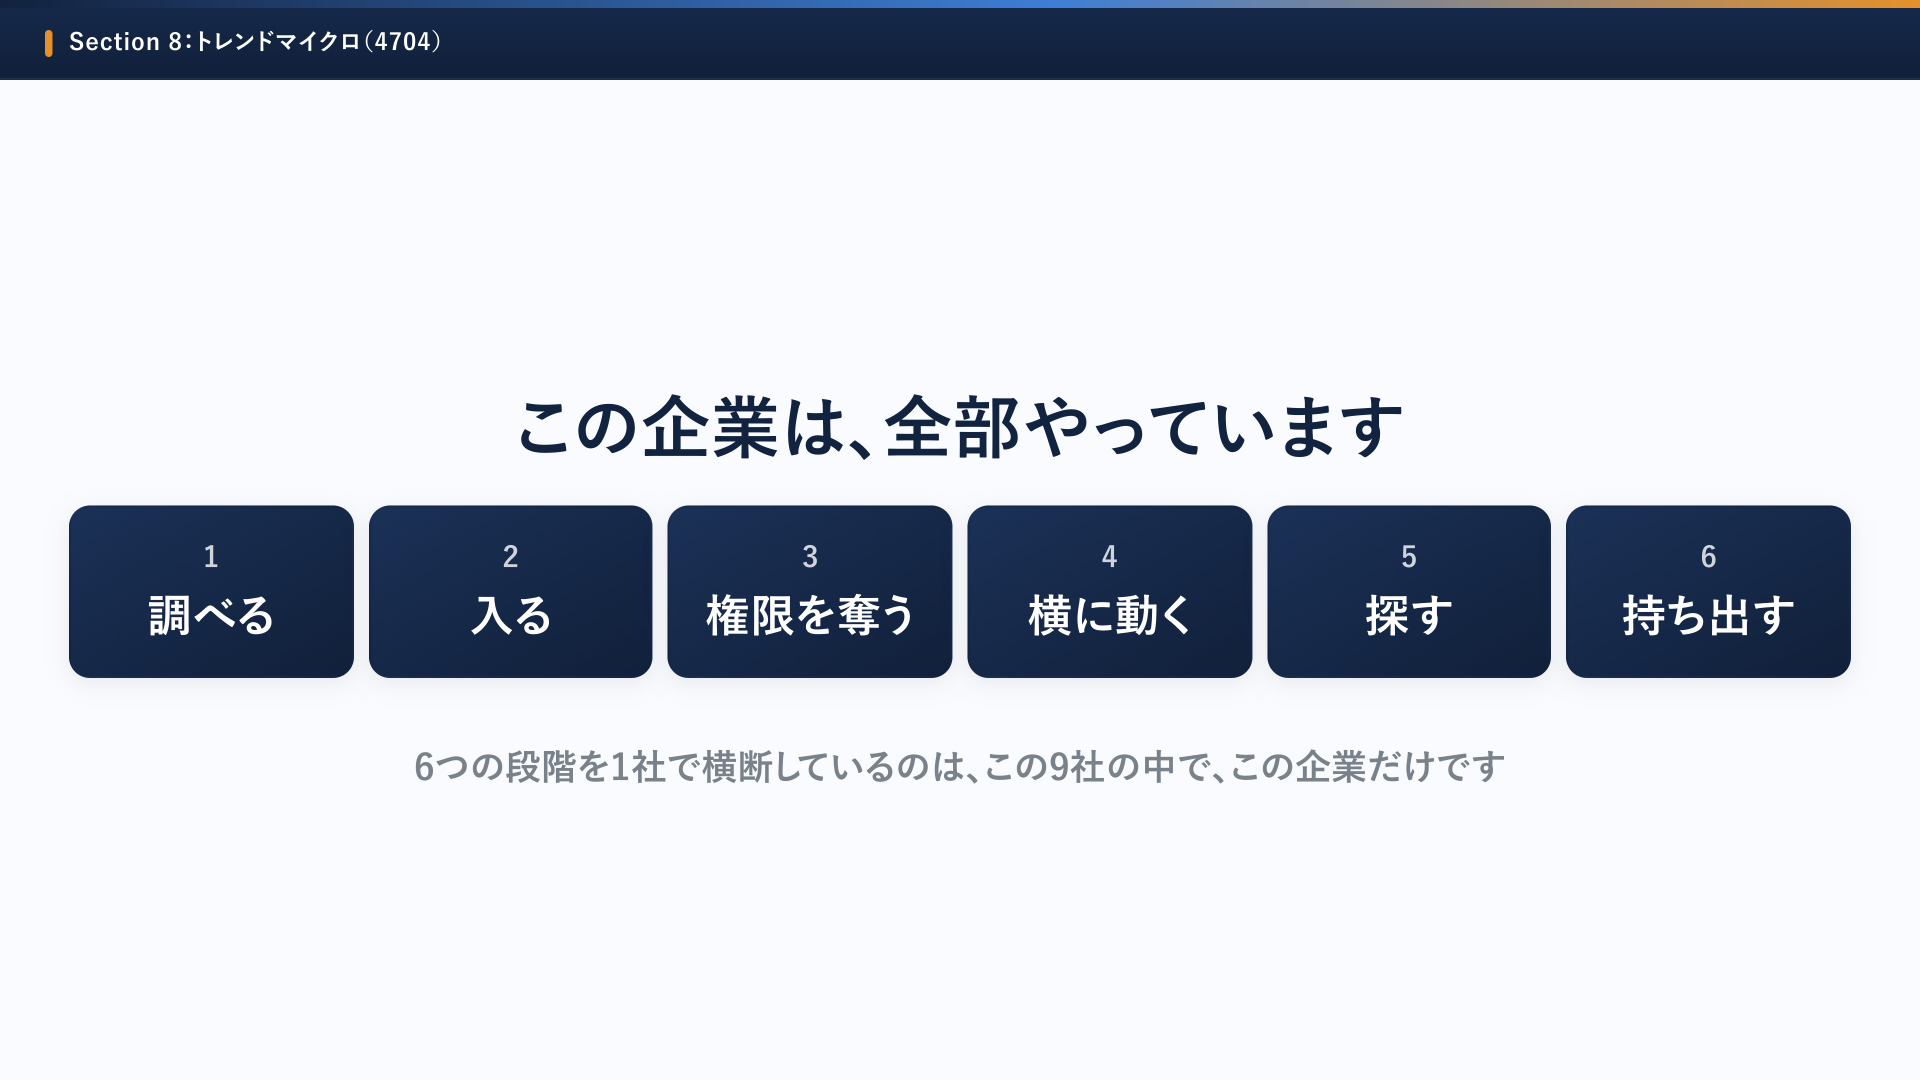 Section 8：トレンドマイクロ（4704）
この企業は、全部やっています
1
調べる
2
入る
3
権限を奪う
4
横に動く
5
探す
6
持ち出す
6つの段階を1社で横断しているのは、この9社の中で、この企業だけです